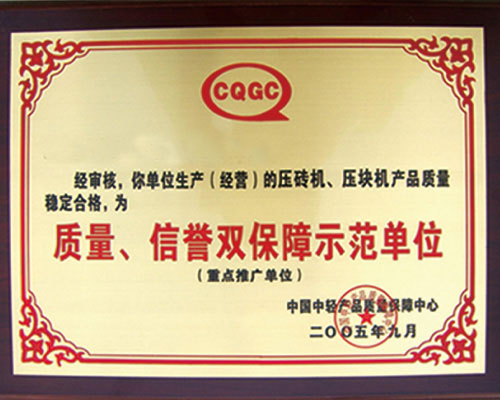 CQGC
经审核，你单位生产（经营）的压砖机、压块机产品质量
稳定合格，为
质量、信誉双保障示范单位
（重点推广单位）
中国中轻产品质量保障中心
二〇〇五年九月